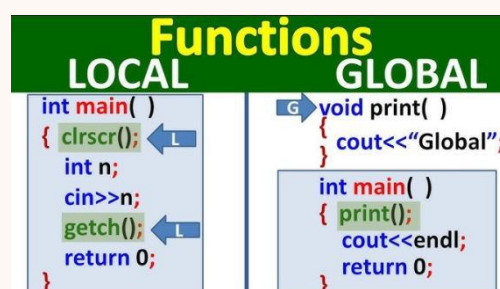 Functions
LOCAL
int main( )
{ clrscr();
L
int n;
cin>>n;
getch();
L
return 0;
}
GLOBAL
G
void print( )
{
cout<<“Global”;
}
int main( )
{ print();
cout<<endl;
return 0;
}